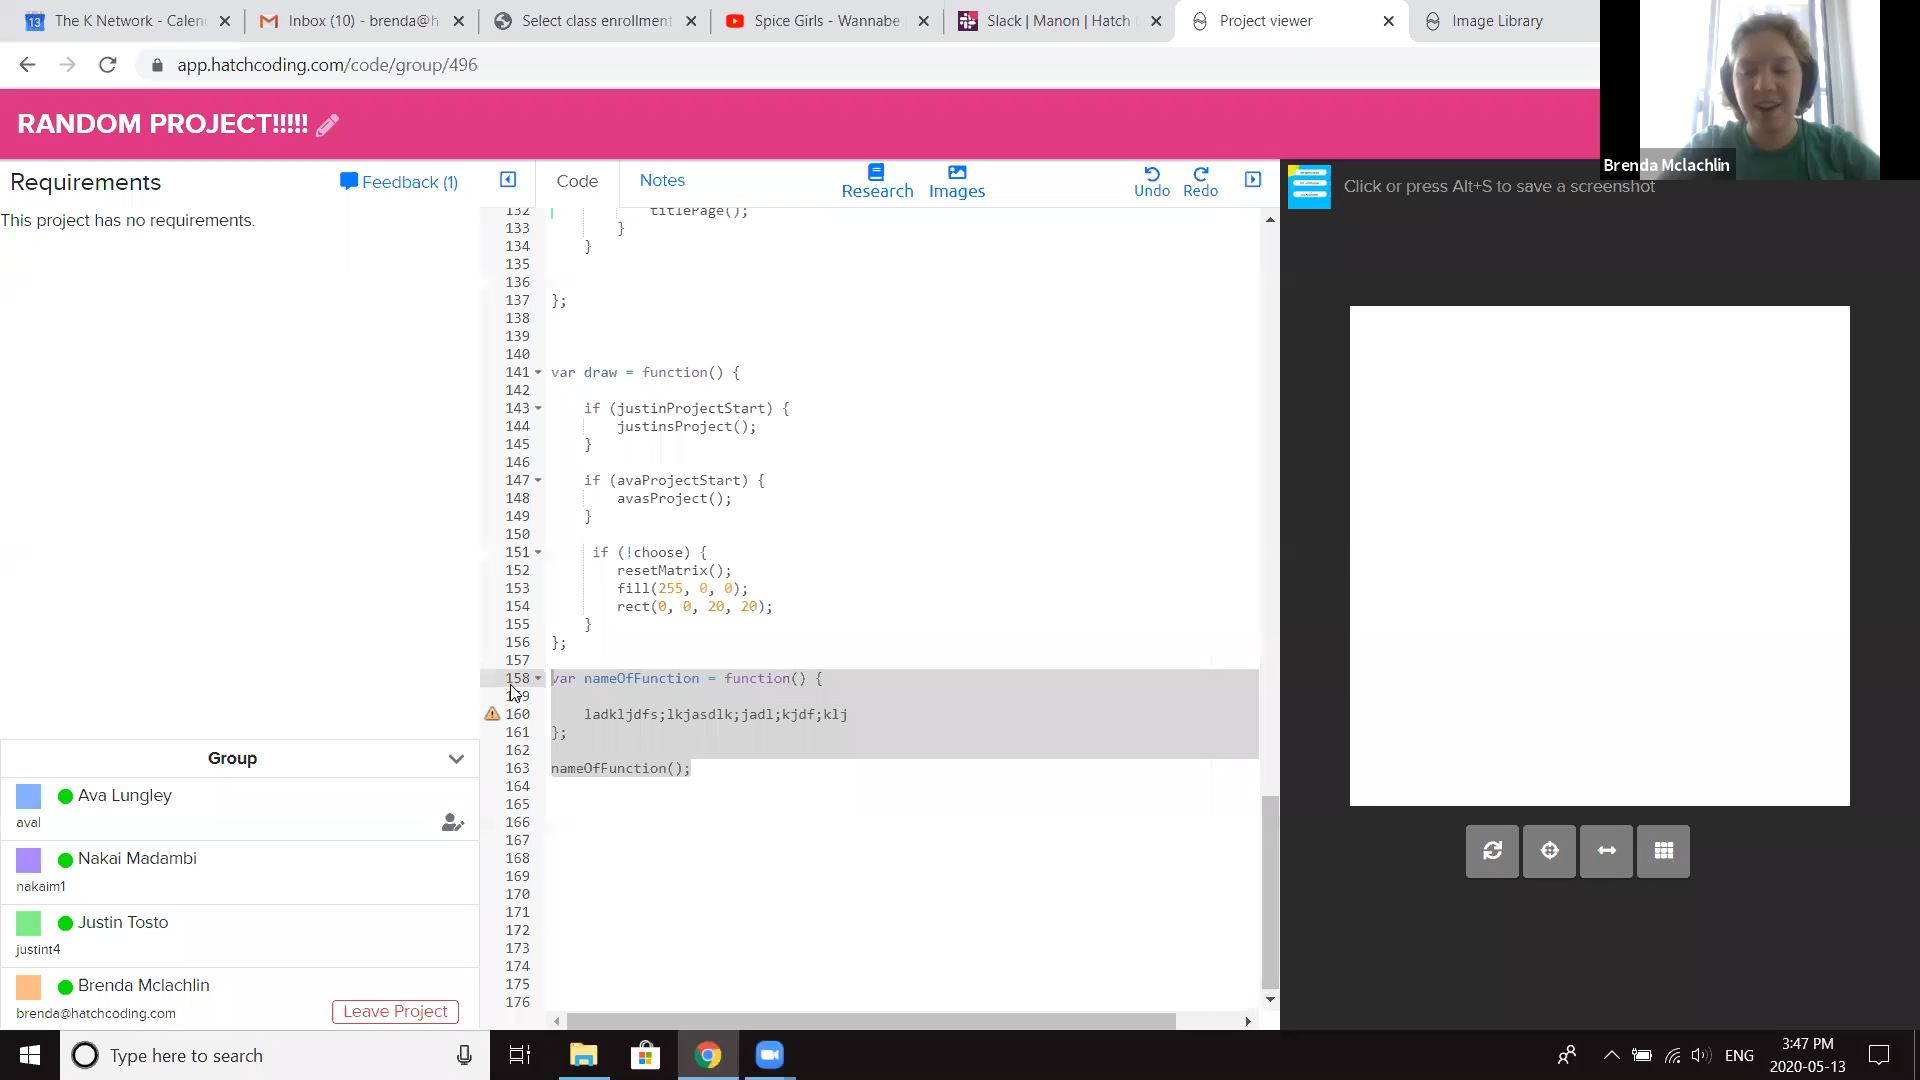 The K Network - Calen
Inbox (10) - brenda@h
Select class enrollment
Spice Girls - Wannabe
Slack | Manon | Hatch
Project viewer
Image Library
app.hatchcoding.com/code/group/496
RANDOM PROJECT!!!!!
Brenda Mclachlin
Requirements
Feedback (1)
This project has no requirements.
Code
Notes
Research
Images
Undo
Redo
Click or press Alt+S to save a screenshot
132 titlePage();
133 }
134 }
135
136
137 };
138
139
140
141 var draw = function() {
142
143 if (justinProjectStart) {
144 justinsProject();
145 }
146
147 if (avaProjectStart) {
148 avasProject();
149 }
150
151 if (!choose) {
152 resetMatrix();
153 fill(255, 0, 0);
154 rect(0, 0, 20, 20);
155 }
156 };
157
158 var nameOfFunction = function() {
159
160 ladkljdfs;lkjasdlk;jadl;kjdf;klj
161 };
162
163 nameOfFunction();
164
165
166
167
168
169
170
171
172
173
174
175
176
Group
Ava Lungley
aval
Nakai Madambi
nakaim1
Justin Tosto
justint4
Brenda Mclachlin
brenda@hatchcoding.com
Leave Project
Type here to search
ENG
3:47 PM
2020-05-13
13